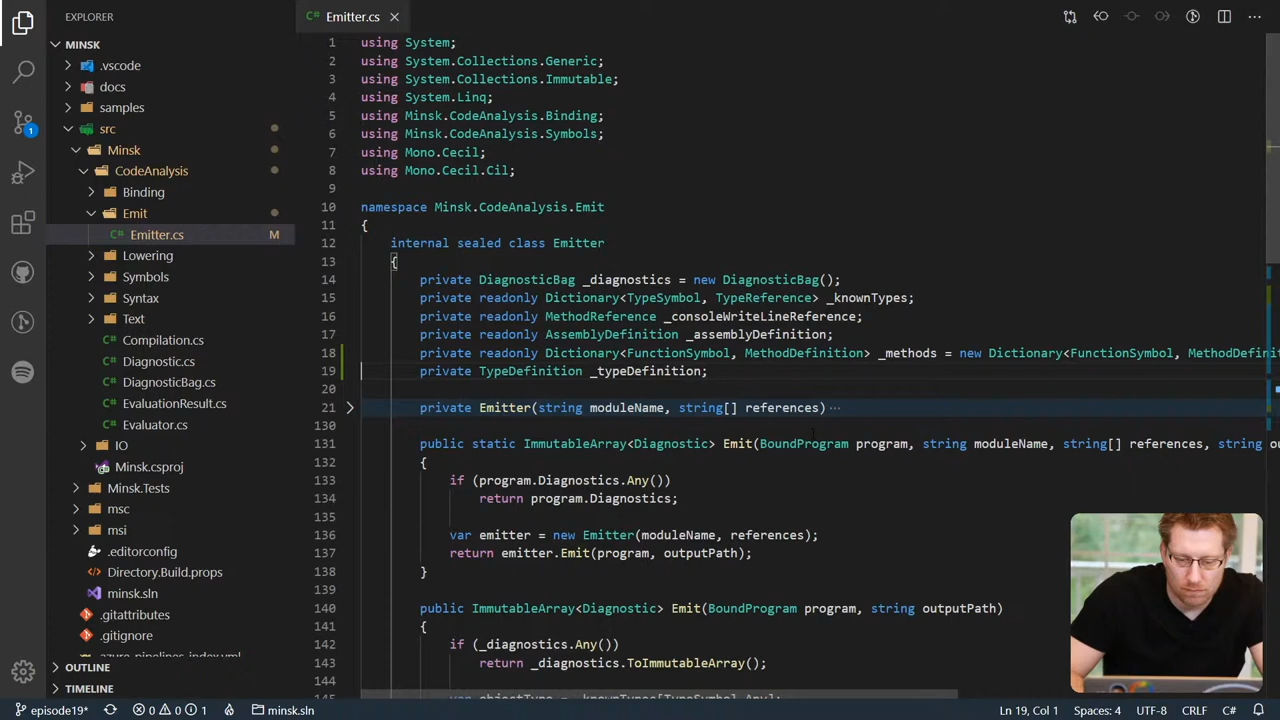 EXPLORER
MINSK
.vscode
docs
samples
src
Minsk
CodeAnalysis
Binding
Emit
Emitter.cs M
Lowering
Symbols
Syntax
Text
Compilation.cs
Diagnostic.cs
DiagnosticBag.cs
EvaluationResult.cs
Evaluator.cs
IO
Minsk.csproj
Minsk.Tests
msc
msi
.editorconfig
Directory.Build.props
minsk.sln
.gitattributes
.gitignore
azure-pipelines_index.yml
OUTLINE
TIMELINE
1
Emitter.cs
1 using System;
2 using System.Collections.Generic;
3 using System.Collections.Immutable;
4 using System.Linq;
5 using Minsk.CodeAnalysis.Binding;
6 using Minsk.CodeAnalysis.Symbols;
7 using Mono.Cecil;
8 using Mono.Cecil.Cil;
9
10 namespace Minsk.CodeAnalysis.Emit
11 {
12 internal sealed class Emitter
13 {
14 private DiagnosticBag _diagnostics = new DiagnosticBag();
15 private readonly Dictionary<TypeSymbol, TypeReference> _knownTypes;
16 private readonly MethodReference _consoleWriteLineReference;
17 private readonly AssemblyDefinition _assemblyDefinition;
18 private readonly Dictionary<FunctionSymbol, MethodDefinition> _methods = new Dictionary<FunctionSymbol, MethodDefini
19 private TypeDefinition _typeDefinition;
20
21 private Emitter(string moduleName, string[] references) ···
130
131 public static ImmutableArray<Diagnostic> Emit(BoundProgram program, string moduleName, string[] references, string ou
132 {
133 if (program.Diagnostics.Any())
134 return program.Diagnostics;
135
136 var emitter = new Emitter(moduleName, references);
137 return emitter.Emit(program, outputPath);
138 }
139
140 public ImmutableArray<Diagnostic> Emit(BoundProgram program, string outputPath)
141 {
142 if (_diagnostics.Any())
143 return _diagnostics.ToImmutableArray();
144
145 var objectType = _knownTypes[TypeSymbol.Any];
episode19* 0 0 1 minsk.sln Ln 19, Col 1 Spaces: 4 UTF-8 CRLF C#